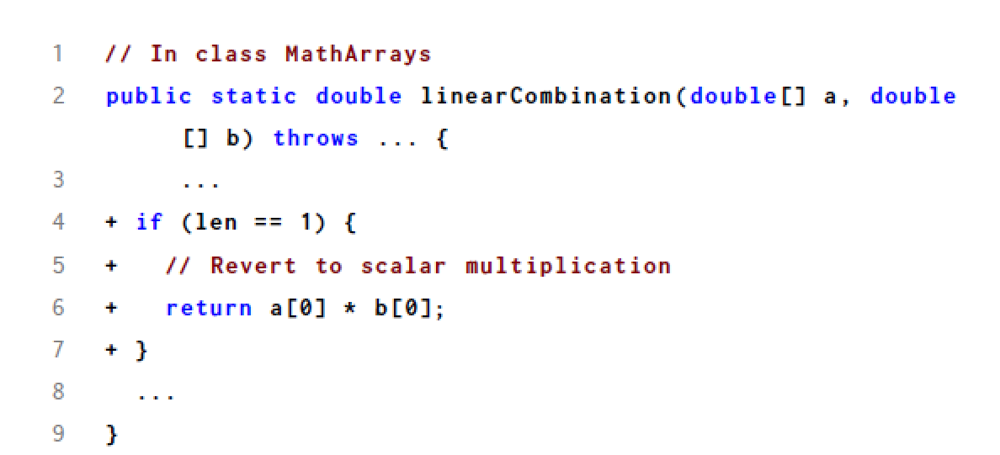 1 // In class MathArrays
2 public static double linearCombination(double[] a, double
[] b) throws ... {
3 ...
4 + if (len == 1) {
5 + // Revert to scalar multiplication
6 + return a[0] * b[0];
7 + }
8 ...
9 }